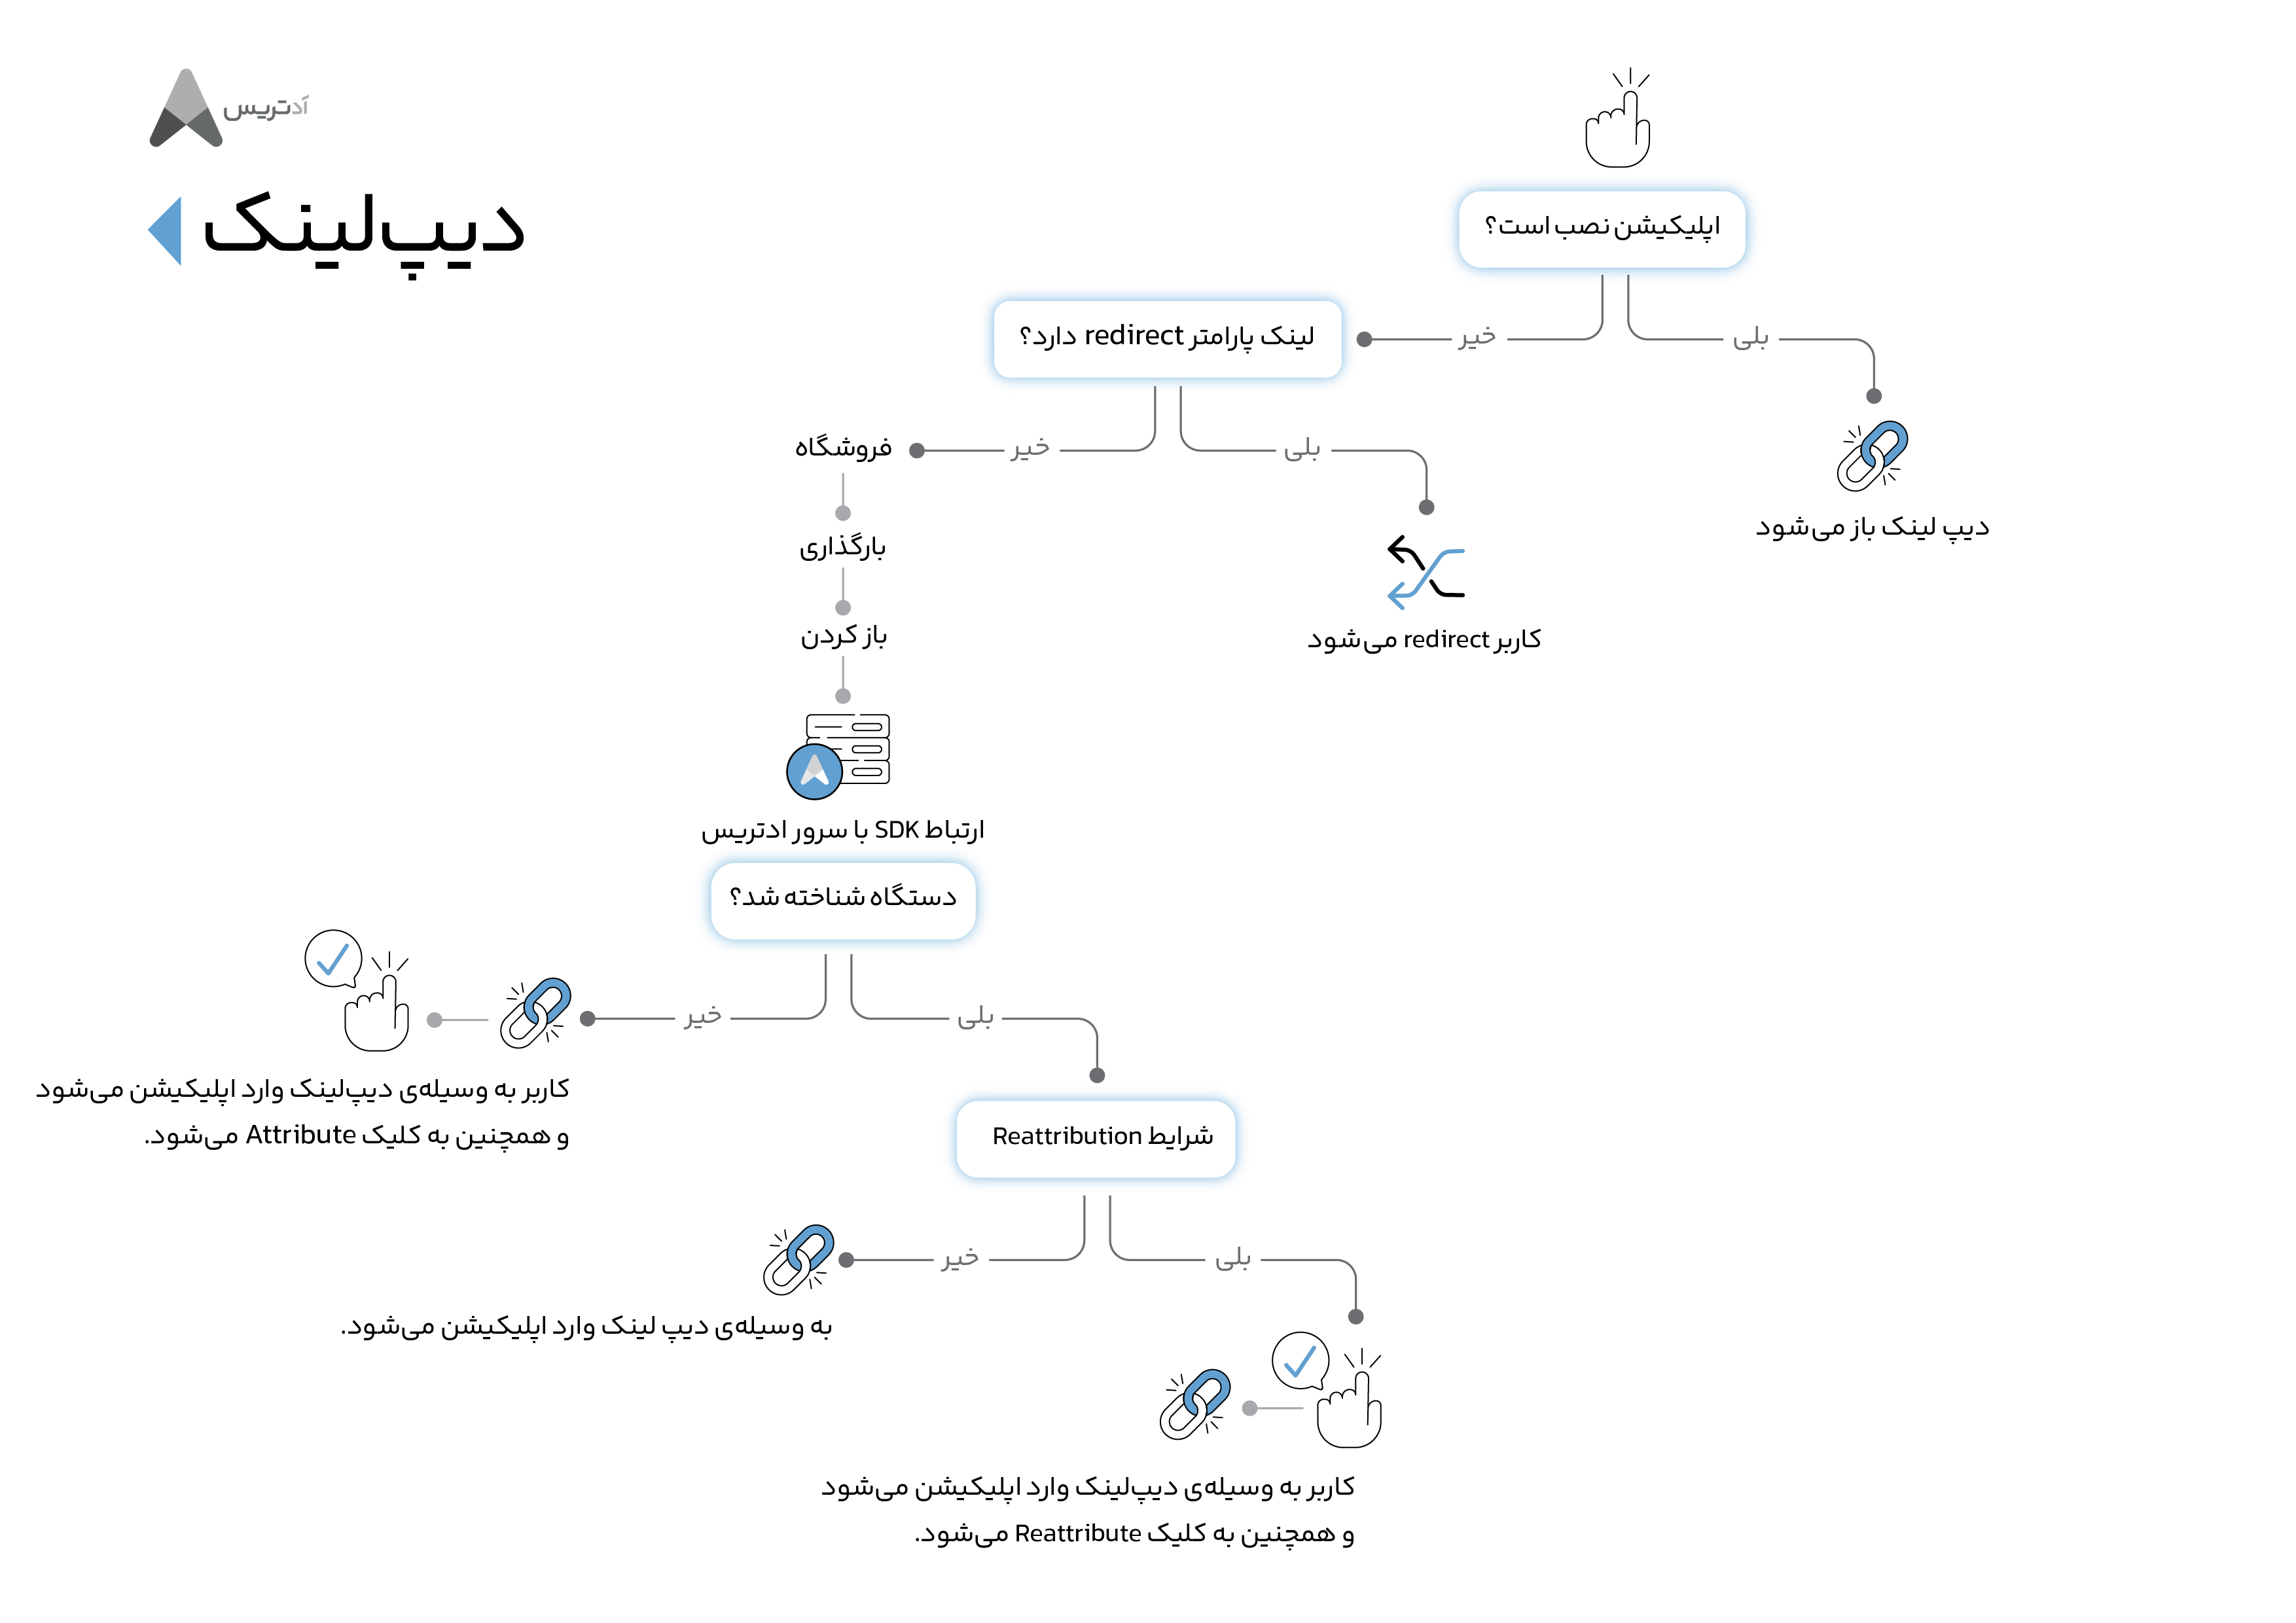 آدتریس
دیپ‌لینک
اپلیکیشن نصب است؟
خیر
بلی
لینک پارامتر redirect دارد؟
دیپ لینک باز می‌شود
خیر
بلی
فروشگاه
کاربر redirect می‌شود
بارگذاری
باز کردن
ارتباط SDK با سرور ادتریس
دستگاه شناخته شد؟
خیر
بلی
کاربر به وسیله‌ی دیپ‌لینک وارد اپلیکیشن می‌شود
و همچنین به کلیک Attribute می‌شود.
شرایط Reattribution
خیر
بلی
به وسیله‌ی دیپ لینک وارد اپلیکیشن می‌شود.
کاربر به وسیله‌ی دیپ‌لینک وارد اپلیکیشن می‌شود
و همچنین به کلیک Reattribute می‌شود.